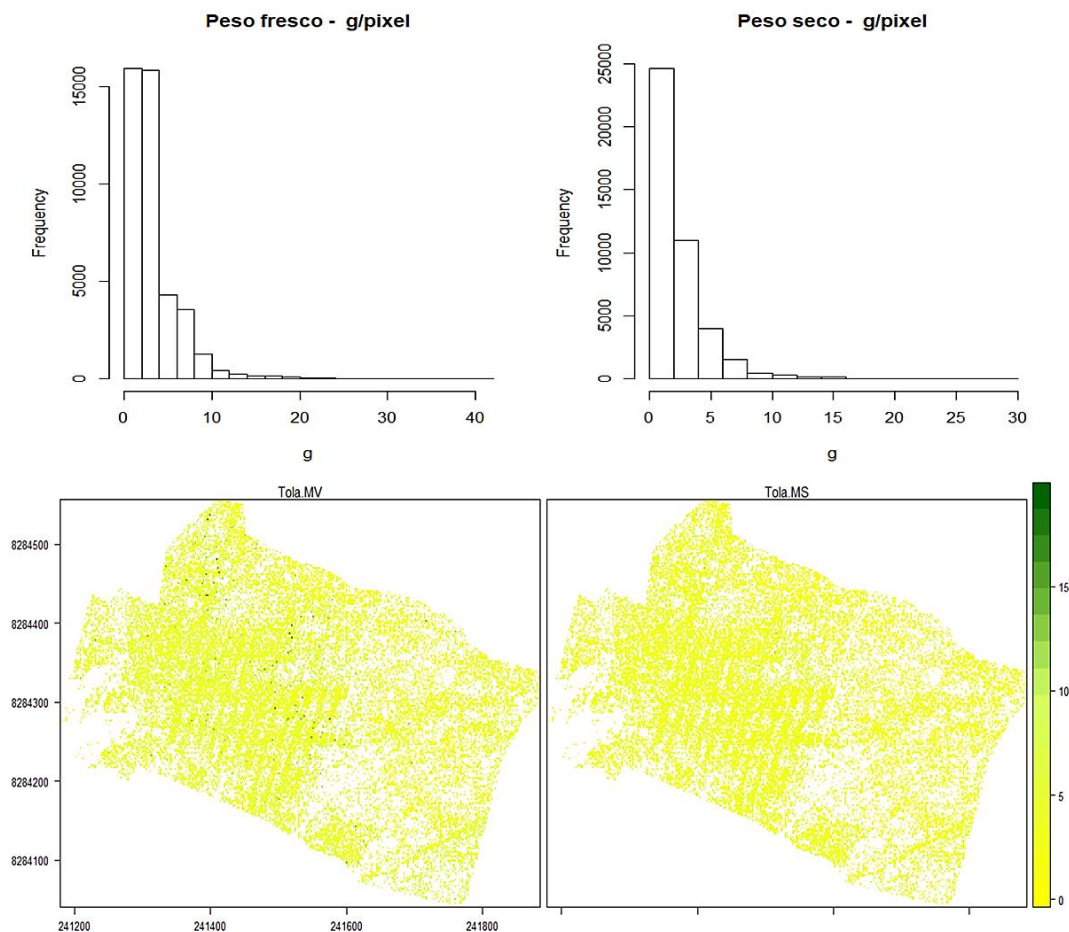 Peso fresco - g/pixel
Peso seco - g/pixel
Frequency
15000
10000
5000
0
0 10 20 30 40
g
Frequency
25000
20000
15000
10000
5000
0
0 5 10 15 20 25 30
g
Tola.MV
Tola.MS
8284500
8284400
8284300
8284200
8284100
241200 241400 241600 241800
15
10
5
0